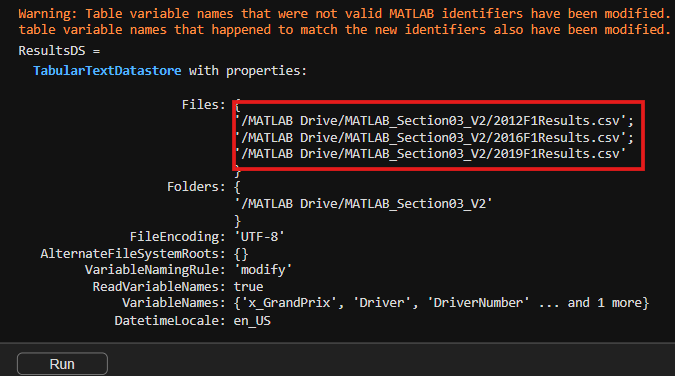 Warning: Table variable names that were not valid MATLAB identifiers have been modified.
table variable names that happened to match the new identifiers also have been modified.
ResultsDS =
TabularTextDatastore with properties:
Files: {
'/MATLAB Drive/MATLAB_Section03_V2/2012F1Results.csv';
'/MATLAB Drive/MATLAB_Section03_V2/2016F1Results.csv';
'/MATLAB Drive/MATLAB_Section03_V2/2019F1Results.csv'
}
Folders: {
'/MATLAB Drive/MATLAB_Section03_V2'
}
FileEncoding: 'UTF-8'
AlternateFileSystemRoots: {}
VariableNamingRule: 'modify'
ReadVariableNames: true
VariableNames: {'x_GrandPrix', 'Driver', 'DriverNumber' ... and 1 more}
DatetimeLocale: en_US
Run